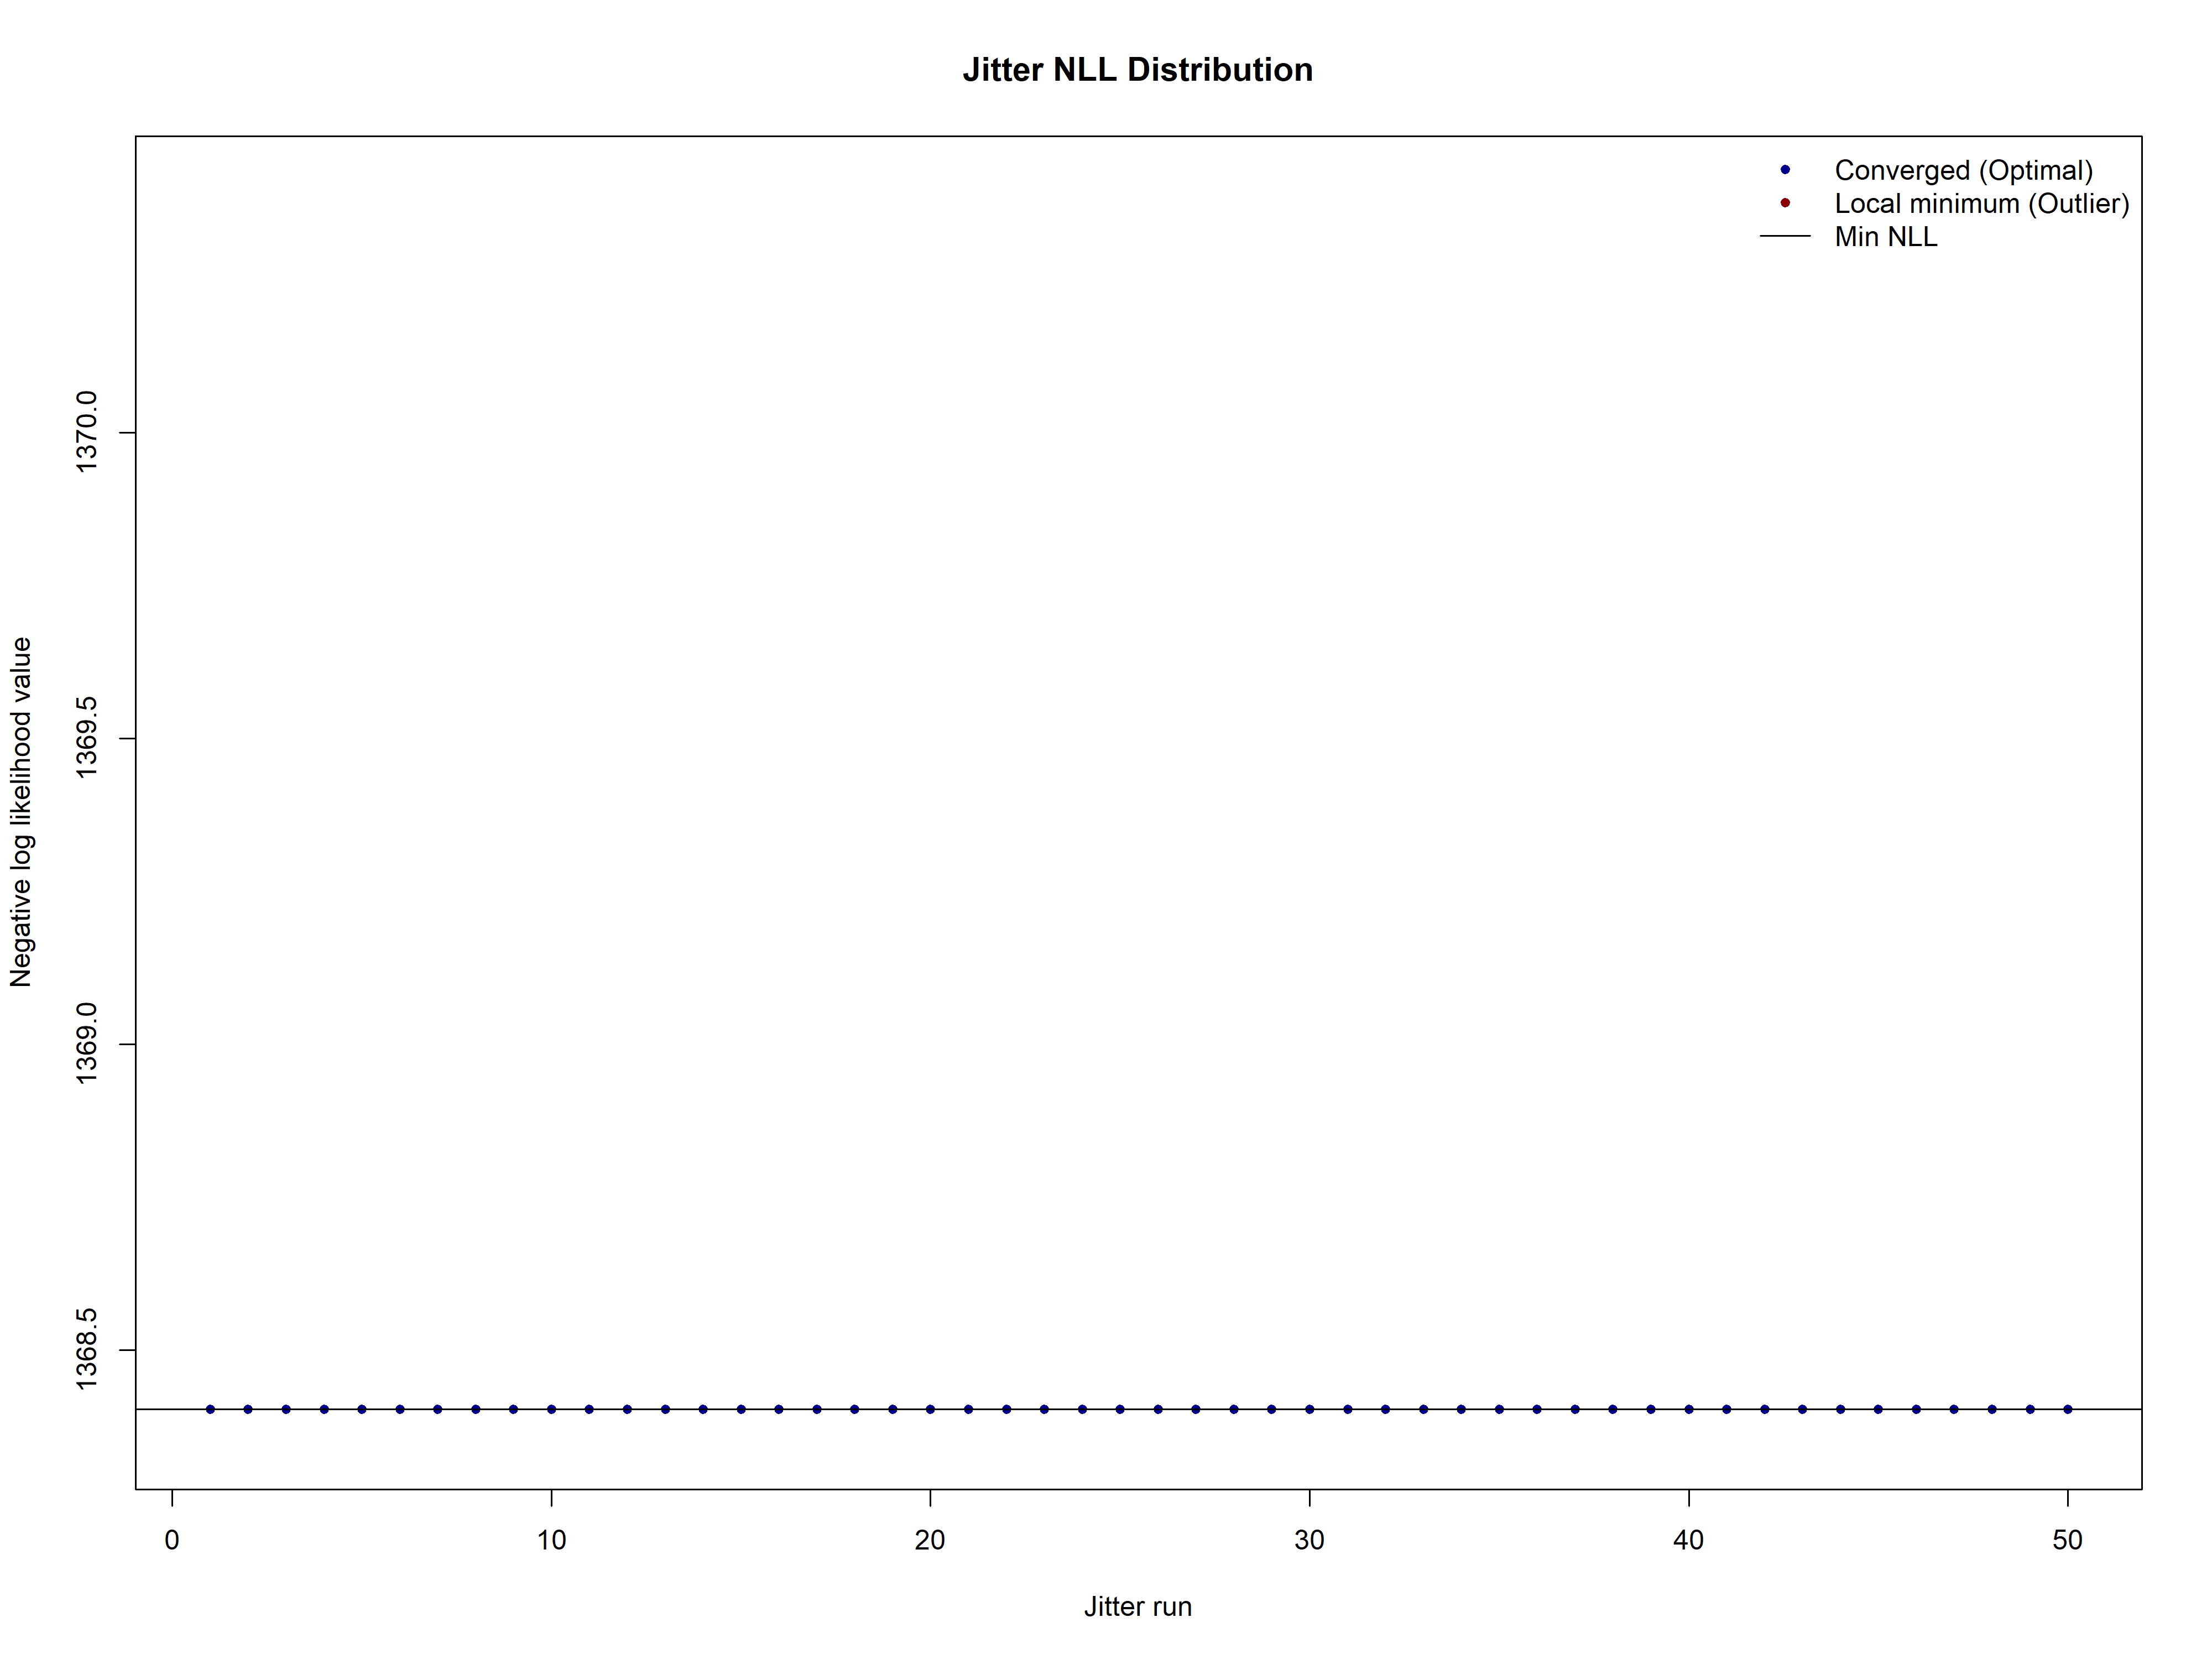 Jitter NLL Distribution
Converged (Optimal)
Local minimum (Outlier)
Min NLL
Negative log likelihood value
1370.0
1369.5
1369.0
1368.5
0 10 20 30 40 50
Jitter run